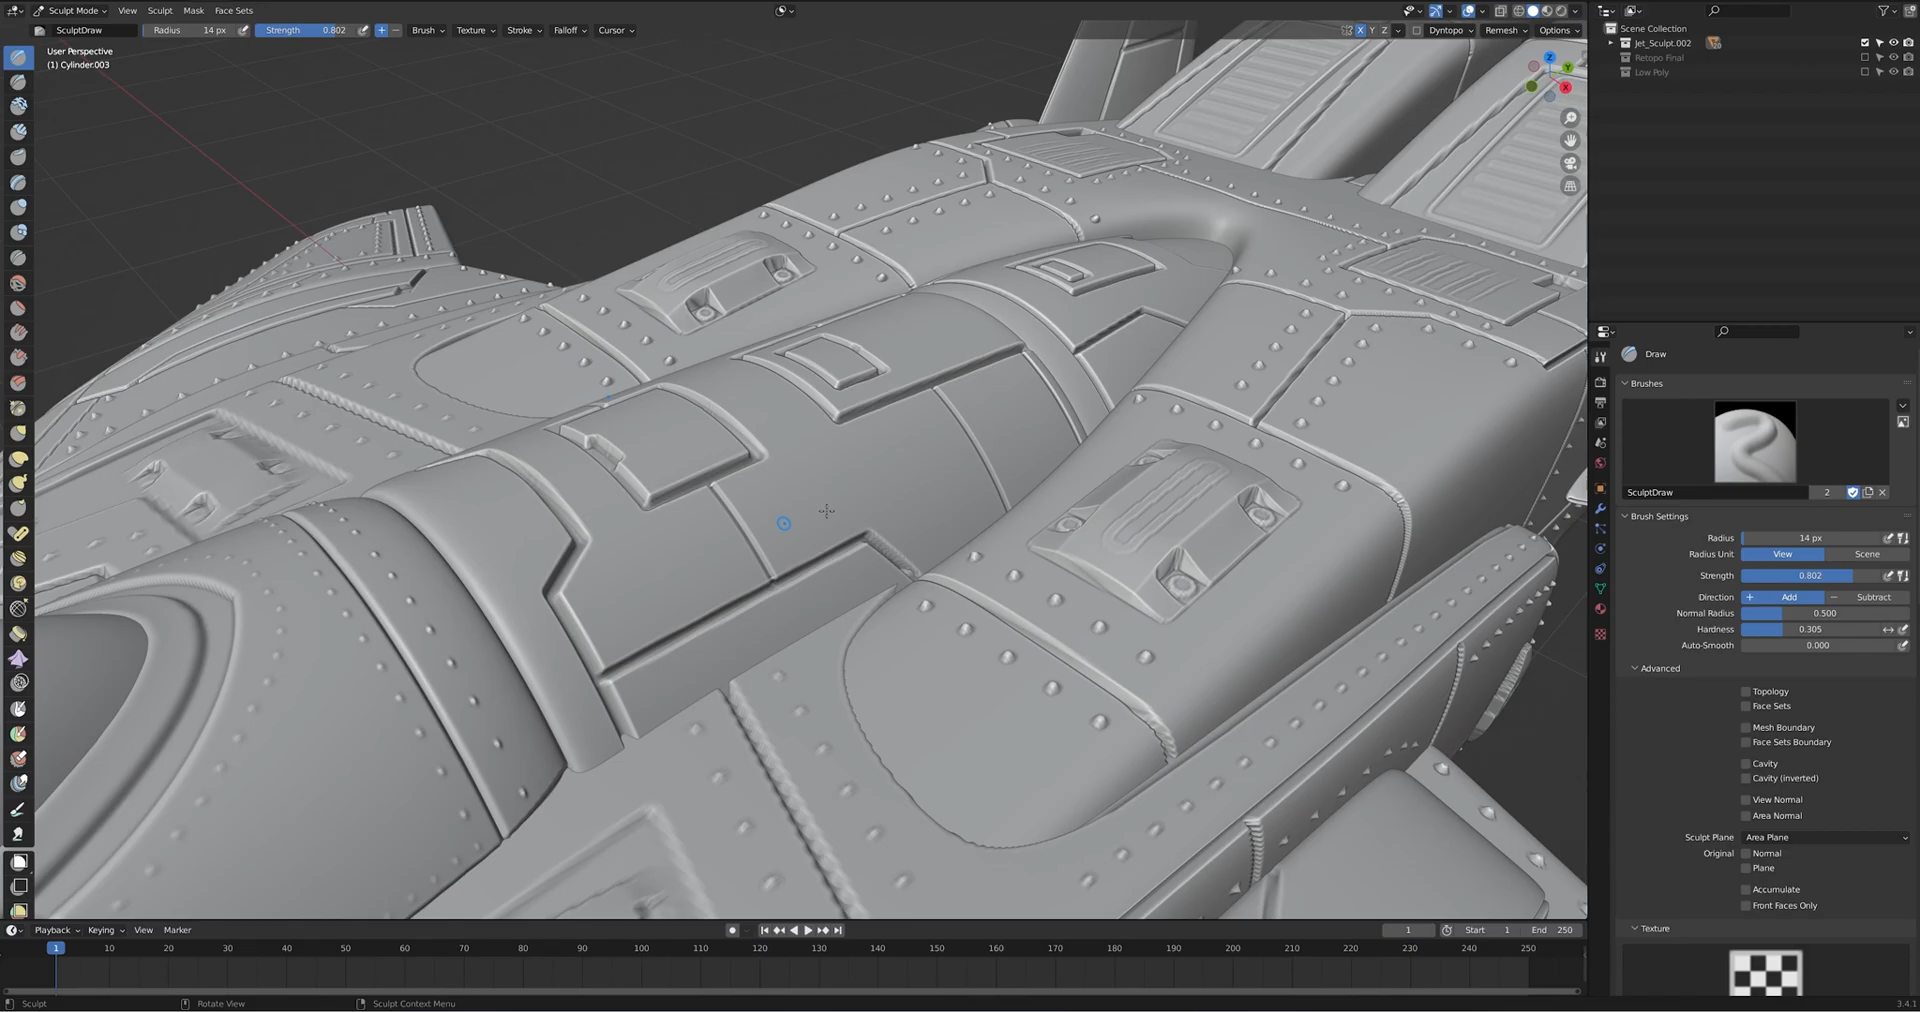 Sculpt Mode View Sculpt Mask Face Sets
SculptDraw Radius 14 px Strength 0.802 Brush Texture Stroke Falloff Cursor X Y Z Dyntopo Remesh Options
User Perspective
(1) Cylinder.003
Z
Y
X
Scene Collection
Jet_Sculpt.002
Retopo Final
Low Poly
Draw
Brushes
SculptDraw 2
Brush Settings
Radius 14 px
Radius Unit View Scene
Strength 0.802
Direction + Add − Subtract
Normal Radius 0.500
Hardness 0.305
Auto-Smooth 0.000
Advanced
Topology
Face Sets
Mesh Boundary
Face Sets Boundary
Cavity
Cavity (inverted)
View Normal
Area Normal
Sculpt Plane Area Plane
Original Normal
Plane
Accumulate
Front Faces Only
Texture
Playback Keying View Marker 1 Start 1 End 250
1 10 20 30 40 50 60 70 80 90 100 110 120 130 140 150 160 170 180 190 200 210 220 230 240 250
Sculpt Rotate View Sculpt Context Menu 3.4.1